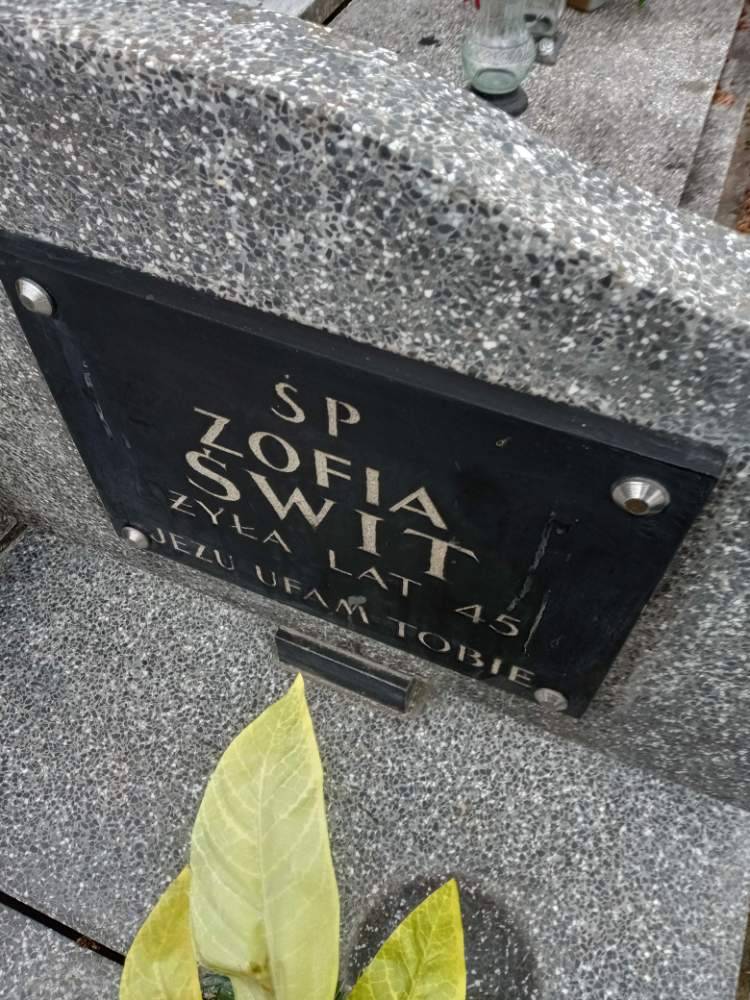 ŚP
ZOFIA
ŚWIT
ŻYŁA LAT 45
JEZU UFAM TOBIE